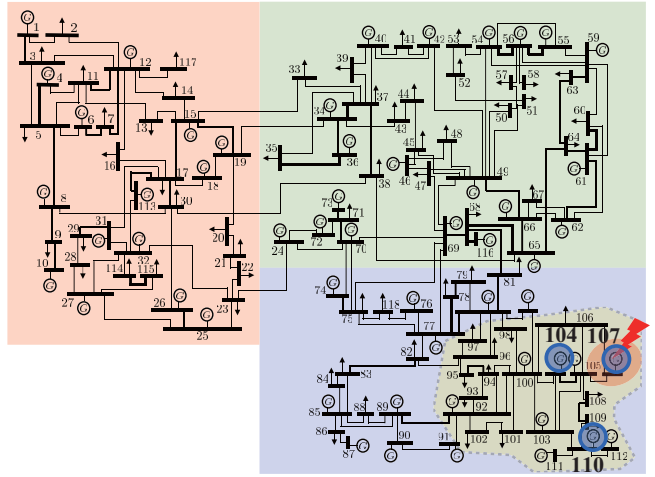 G 1 2
3
G 4 11 G 12 117
14
5 G 6 G 7 13 G 15
16 17 G 18 G 19
G 8 G 113 30
9 29 31 G
10 G 28 32 20
114 115 21
22
27 G 26 G 23 G
25
33 39 G 40 41 G 42 53 G 54 G 56 G 55 59 G
52 57 58 63
37 44 50 51 60
G 34 43 64
35 36 45 48 G 61
38 G 46 47 G 49
73 71 G 68 67
G 72 G 70 G 66 G 62
24 G 69 116 G 65 G
79 81
G 74 78
75 118 G 76 77 G
82 97 98 106
83 96 104 107
84 95 94 G 100 G G 105 G
93 108
G 85 88 89 G G 92 109
86 102 101 103 G
87 G 90 G 91 G G 111 110 G G 112
80
99